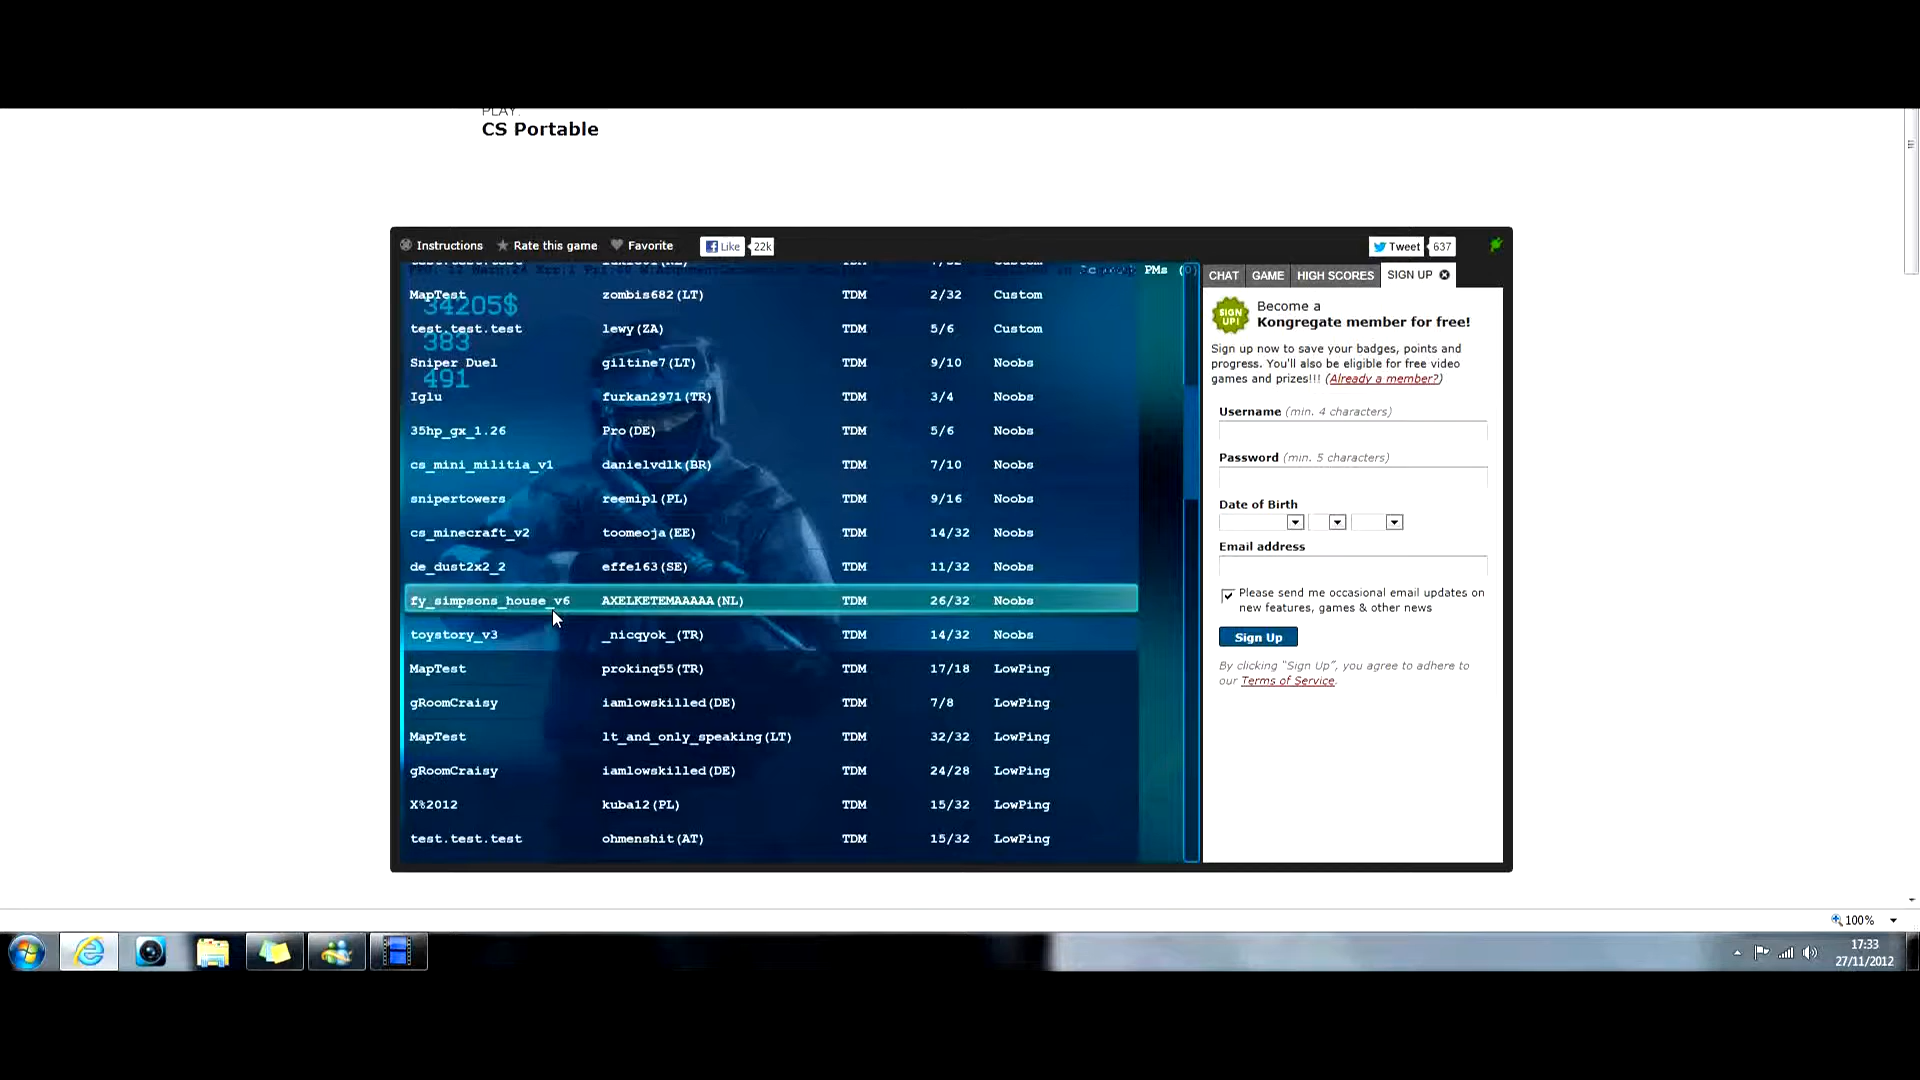 PLAY:
CS Portable
Instructions Rate this game Favorite Like 22k Tweet 637
PMs (0)
MapTest zombis682(LT) TDM 2/32 Custom
34205$
test.test.test lewy(ZA) TDM 5/6 Custom
383
Sniper Duel giltine7(LT) TDM 9/10 Noobs
491
Iglu furkan2971(TR) TDM 3/4 Noobs
35hp_gx_1.26 Pro(DE) TDM 5/6 Noobs
cs_mini_militia_v1 danielvdlk(BR) TDM 7/10 Noobs
snipertowers reemipl(PL) TDM 9/16 Noobs
cs_minecraft_v2 toomeoja(EE) TDM 14/32 Noobs
de_dust2x2_2 effe163(SE) TDM 11/32 Noobs
fy_simpsons_house_v6 AXELKETEMAAAAA(NL) TDM 26/32 Noobs
toystory_v3 _nicqyok_(TR) TDM 14/32 Noobs
MapTest prokinq55(TR) TDM 17/18 LowPing
gRoomCraisy iamlowskilled(DE) TDM 7/8 LowPing
MapTest lt_and_only_speaking(LT) TDM 32/32 LowPing
gRoomCraisy iamlowskilled(DE) TDM 24/28 LowPing
X%2012 kuba12(PL) TDM 15/32 LowPing
test.test.test ohmenshit(AT) TDM 15/32 LowPing
CHAT GAME HIGH SCORES SIGN UP
SIGN UP!
Become a
Kongregate member for free!
Sign up now to save your badges, points and
progress. You'll also be eligible for free video
games and prizes!!! (Already a member?)
Username (min. 4 characters)
Password (min. 5 characters)
Date of Birth
Email address
Please send me occasional email updates on
new features, games & other news
Sign Up
By clicking "Sign Up", you agree to adhere to
our Terms of Service.
100%
17:33
27/11/2012